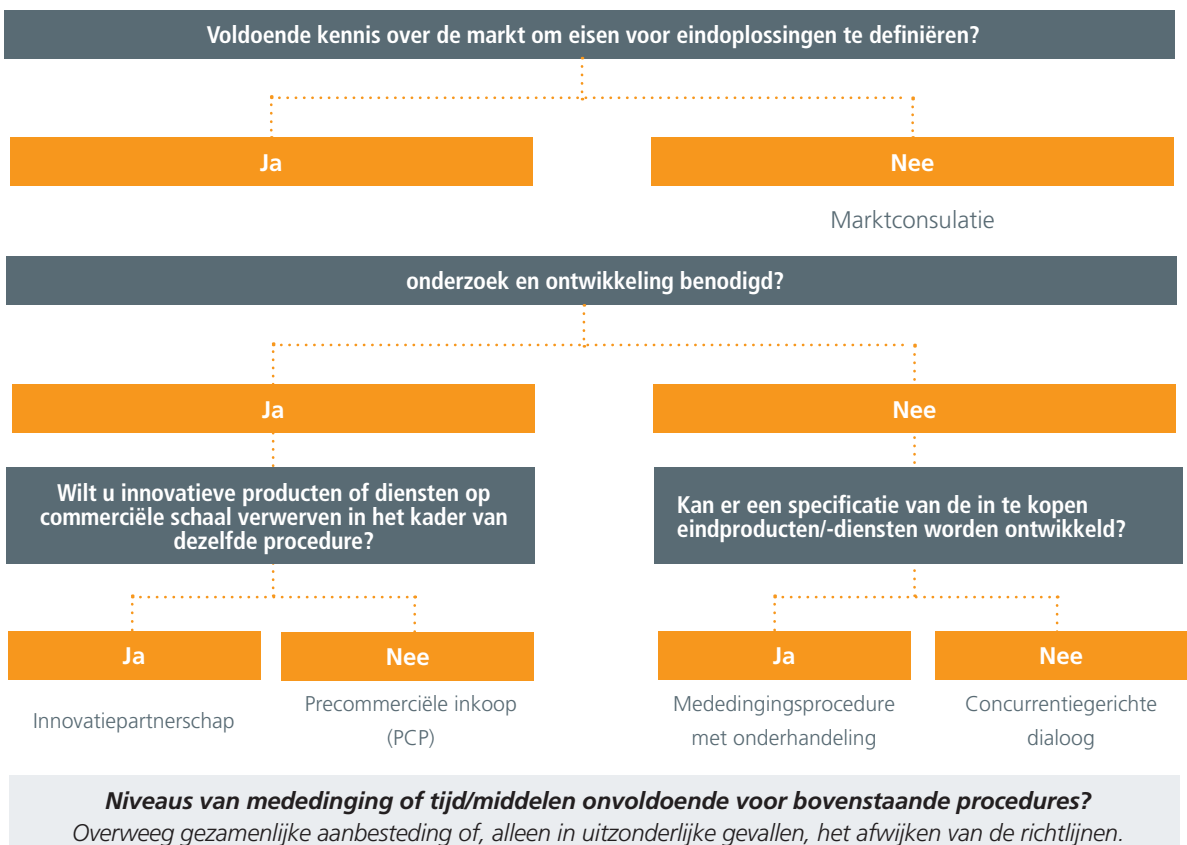 Voldoende kennis over de markt om eisen voor eindoplossingen te definiëren?
Ja
Nee
Marktconsulatie
onderzoek en ontwikkeling benodigd?
Ja
Nee
Wilt u innovatieve producten of diensten op
commerciële schaal verwerven in het kader van
dezelfde procedure?
Kan er een specificatie van de in te kopen
eindproducten/-diensten worden ontwikkeld?
Ja
Nee
Ja
Nee
Innovatiepartnerschap
Precommerciële inkoop
(PCP)
Mededingingsprocedure
met onderhandeling
Concurrentiegerichte
dialoog
Niveaus van mededinging of tijd/middelen onvoldoende voor bovenstaande procedures?
Overweeg gezamenlijke aanbesteding of, alleen in uitzonderlijke gevallen, het afwijken van de richtlijnen.